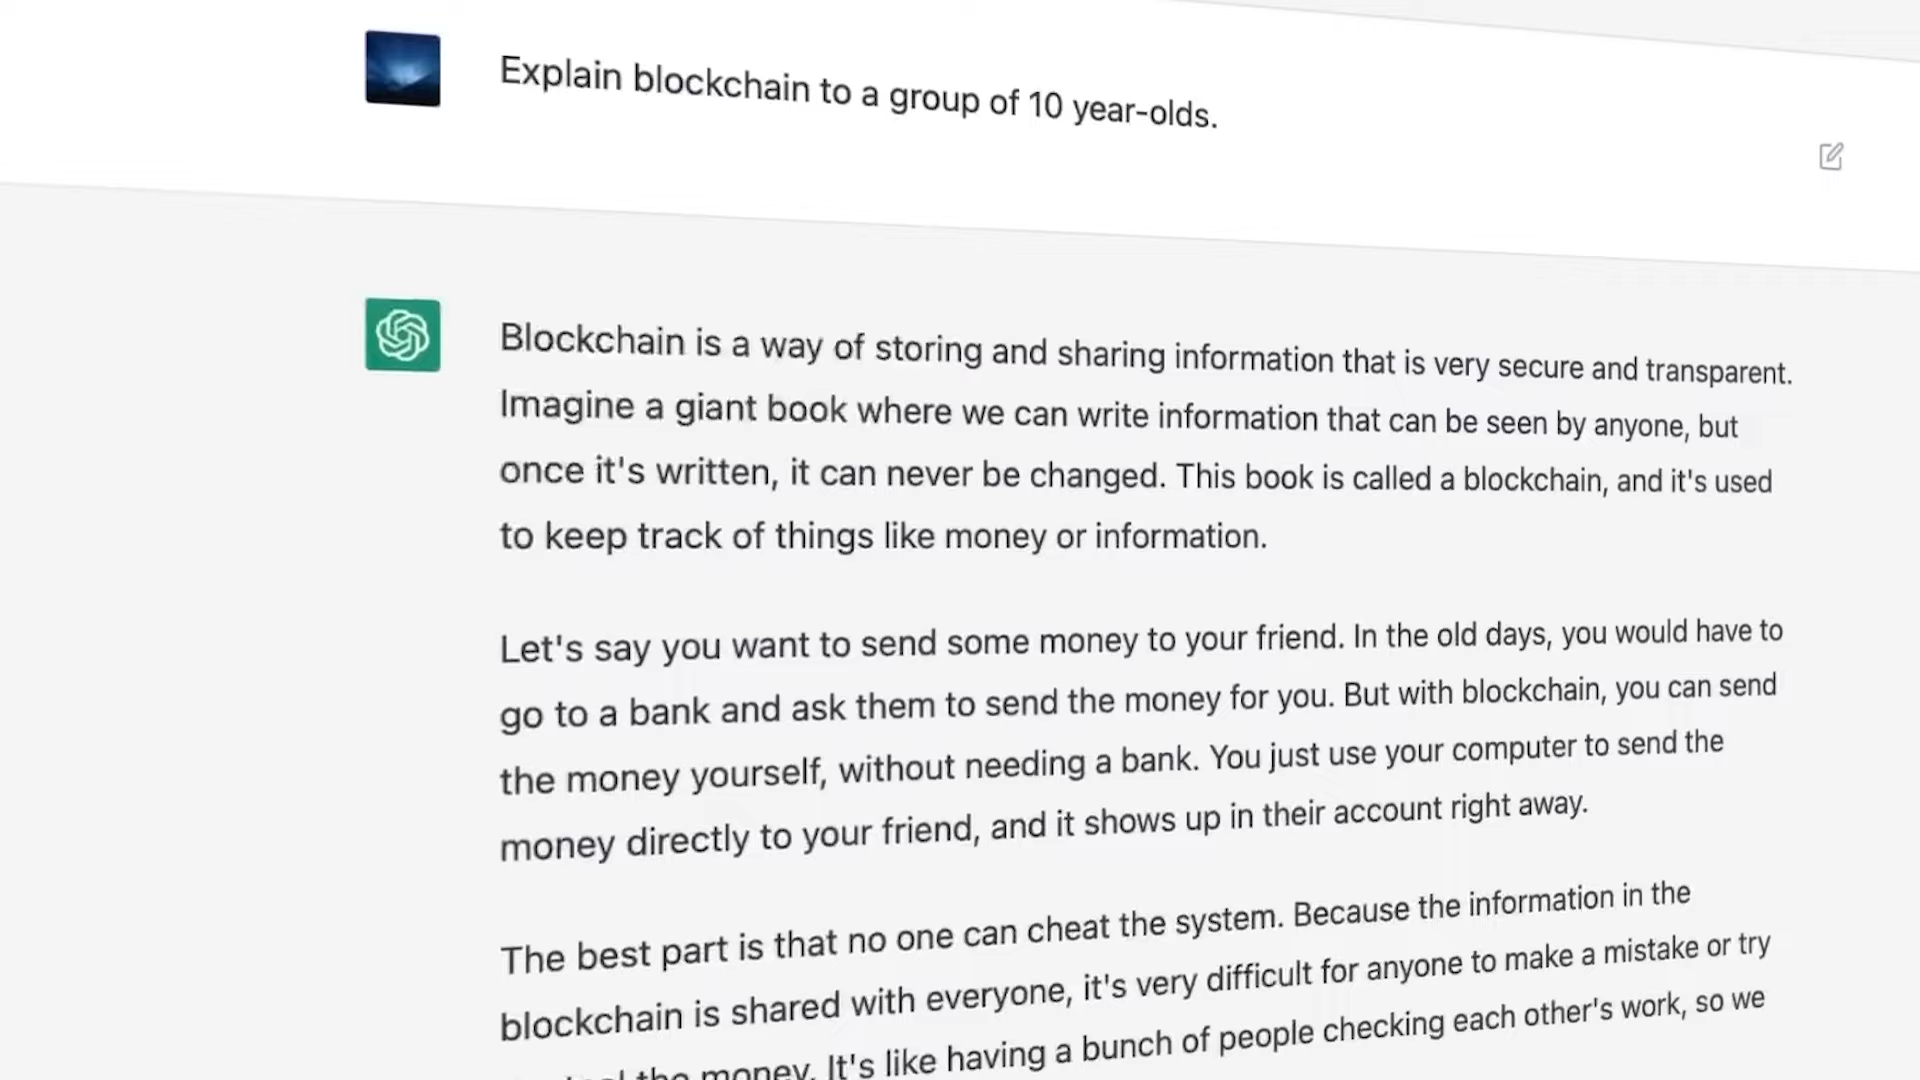 Explain blockchain to a group of 10 year-olds.
Blockchain is a way of storing and sharing information that is very secure and transparent.
Imagine a giant book where we can write information that can be seen by anyone, but
once it's written, it can never be changed. This book is called a blockchain, and it's used
to keep track of things like money or information.
Let's say you want to send some money to your friend. In the old days, you would have to
go to a bank and ask them to send the money for you. But with blockchain, you can send
the money yourself, without needing a bank. You just use your computer to send the
money directly to your friend, and it shows up in their account right away.
The best part is that no one can cheat the system. Because the information in the
blockchain is shared with everyone, it's very difficult for anyone to make a mistake or try
the money. It's like having a bunch of people checking each other's work, so we